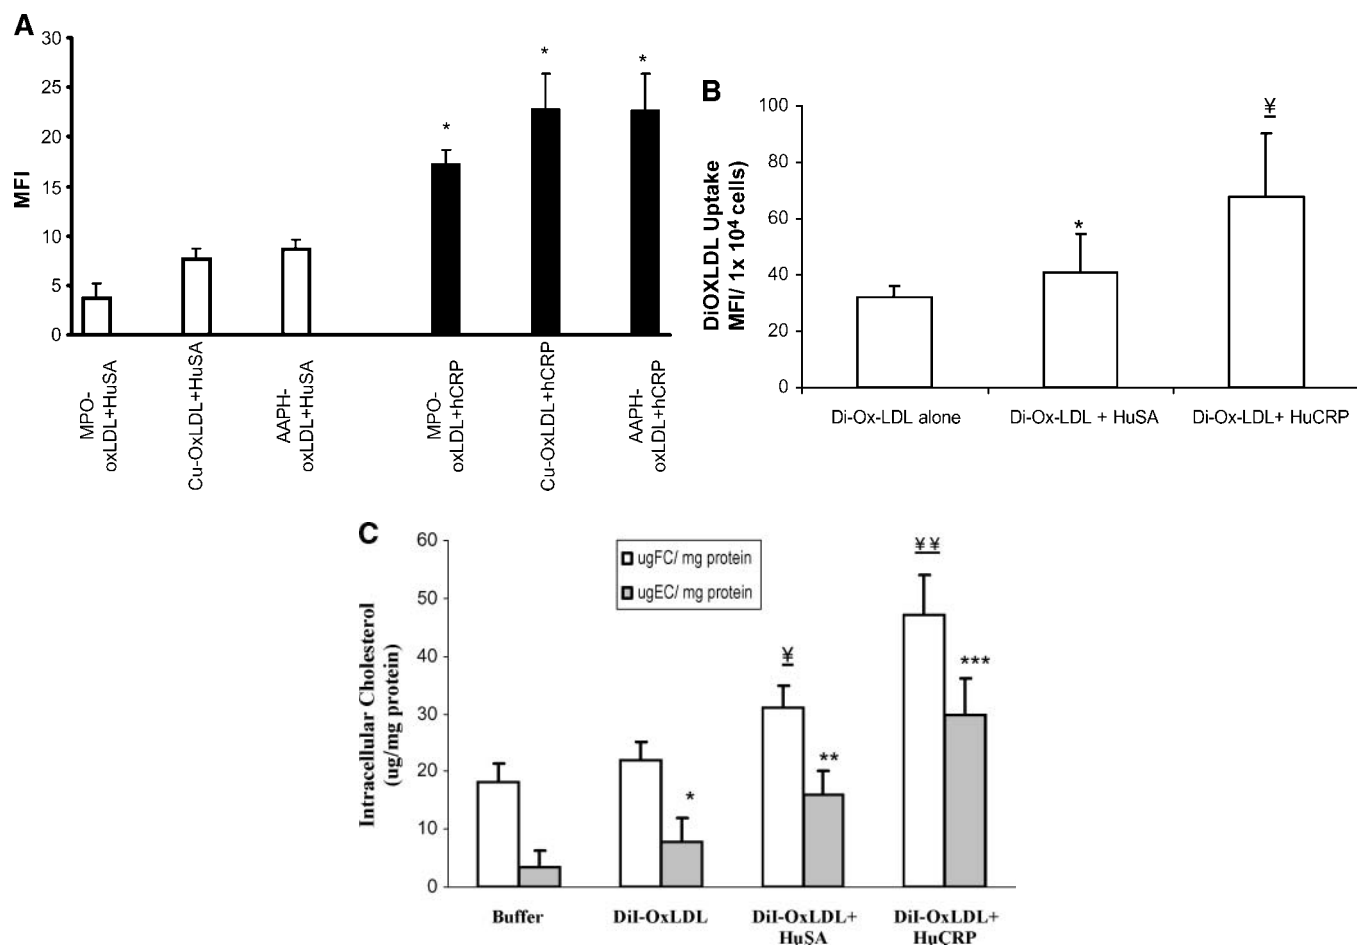 A
30
25
20
15
10
5
0
MFI
MPO-
oxLDL+HuSA
Cu-OxLDL+HuSA
AAPH-
oxLDL+HuSA
MPO-
oxLDL+hCRP
Cu-OxLDL+hCRP
AAPH-
oxLDL+hCRP
*
*
*
B
100
80
60
40
20
0
DiOXLDL Uptake
MFI/ 1x 10⁴ cells)
*
¥
Di-Ox-LDL alone
Di-Ox-LDL + HuSA
Di-Ox-LDL+ HuCRP
C
60
50
40
30
20
10
0
Intracellular Cholesterol
(ug/mg protein)
ugFC/ mg protein
ugEC/ mg protein
*
¥
**
¥¥
***
Buffer
DiI-OxLDL
DiI-OxLDL+
HuSA
DiI-OxLDL+
HuCRP